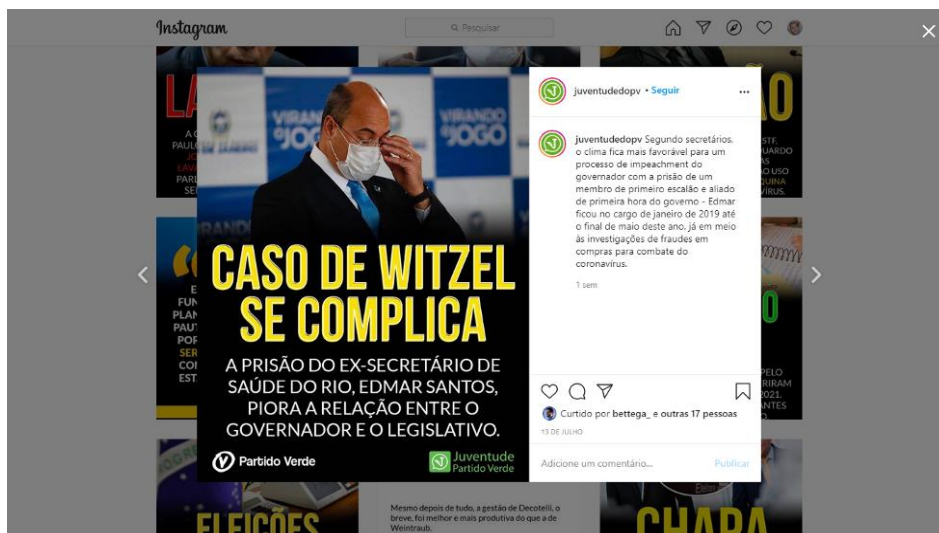 Instagram
Pesquisar
VIRANDO
O JOGO
VIRANDO
O JOGO
CASO DE WITZEL
SE COMPLICA
A PRISÃO DO EX-SECRETÁRIO DE
SAÚDE DO RIO, EDMAR SANTOS,
PIORA A RELAÇÃO ENTRE O
GOVERNADOR E O LEGISLATIVO.
Partido Verde
Juventude
Partido Verde
juventudedopv • Seguir
juventudedopv Segundo secretários,
o clima fica mais favorável para um
processo de impeachment do
governador com a prisão de um
membro de primeiro escalão e aliado
de primeira hora do governo - Edmar
ficou no cargo de janeiro de 2019 até
o final de maio deste ano, já em meio
às investigações de fraudes em
compras para combate do
coronavírus.
1 sem
Curtido por bettega_ e outras 17 pessoas
13 DE JULHO
Adicione um comentário... Publicar
ELEIÇÕES
Mesmo depois de tudo, a gestão de Decotelli, o
breve, foi melhor e mais produtiva do que a de
Weintraub.
CHAPA